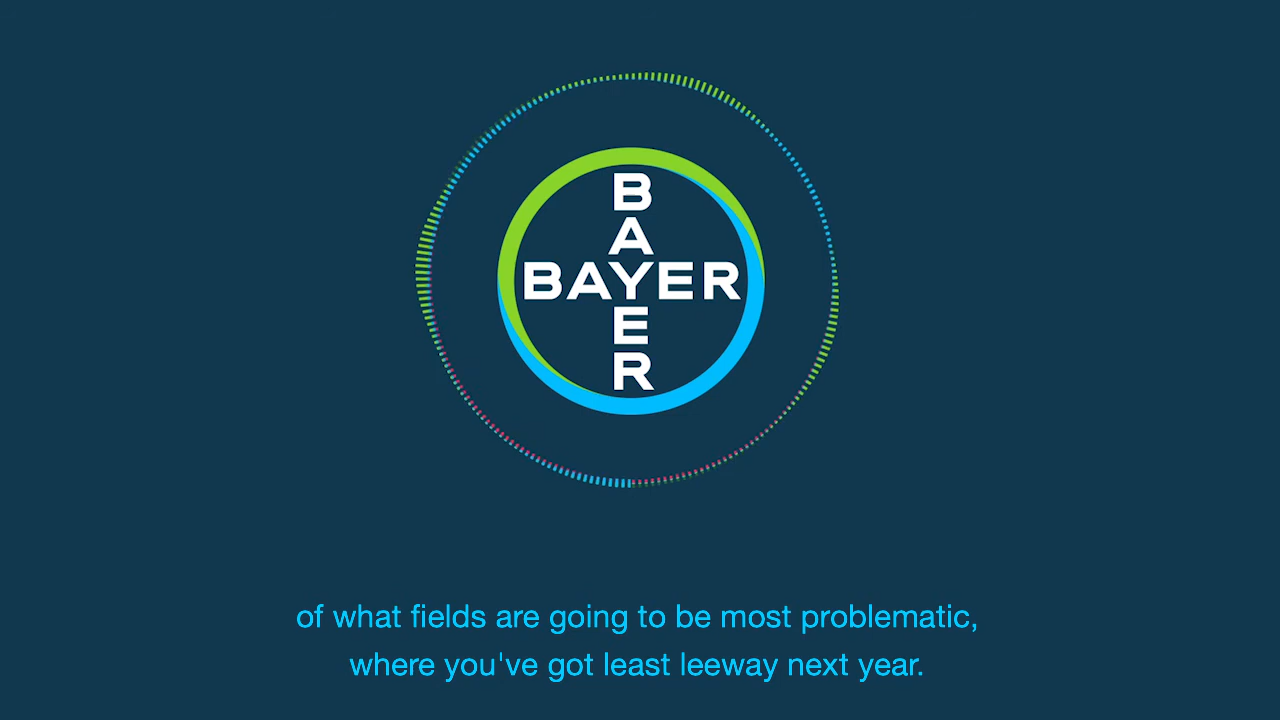 BAYER
BAYER
of what fields are going to be most problematic,
where you've got least leeway next year.